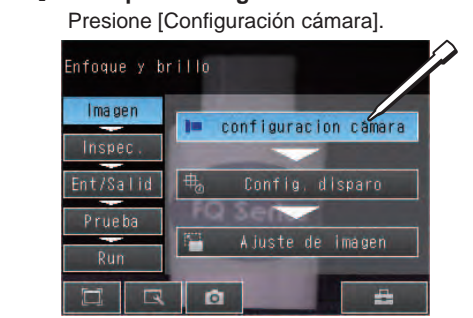 Presione [Configuración cámara].
Enfoque y brillo
Imagen
configuracion cámara
Inspec.
Ent/Salid
Config. disparo
Prueba
FQ Sen
Ajuste de imagen
Run